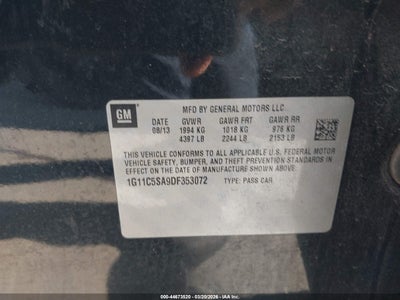 GM
MFD BY GENERAL MOTORS LLC
DATE GVWR GAWR FRT GAWR RR
08/13 1994 KG 1018 KG 976 KG
4397 LB 2244 LB 2153 LB
THIS VEHICLE CONFORMS TO ALL APPLICABLE U.S. FEDERAL MOTOR
VEHICLE SAFETY, BUMPER, AND THEFT PREVENTION STANDARDS IN
EFFECT ON THE DATE OF MANUFACTURE SHOWN ABOVE.
1G11C5SA9DF353072 TYPE: PASS CAR
000-44673520 - 03/20/2026 - IAA Inc.